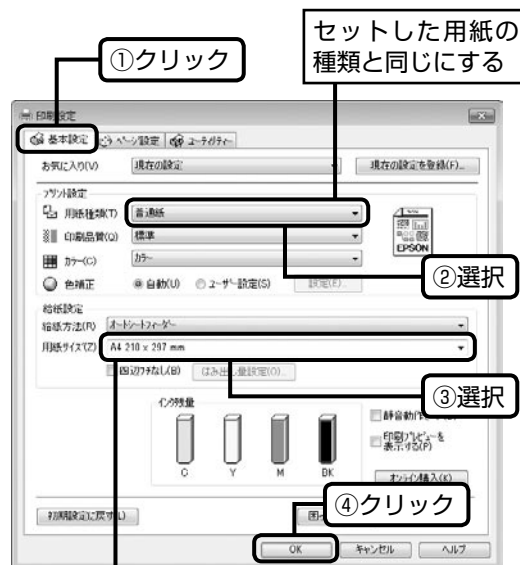 セットした用紙の
種類と同じにする
①クリック
印刷設定
基本設定
ページ設定
ユーティリティ
お気に入り(V)
現在の設定
現在の設定を登録(F)...
プリント設定
用紙種類(T)
普通紙
印刷品質(Q)
標準
EPSON
カラー(C)
カラー
②選択
色補正
自動(U)
ユーザー設定(S)
設定(E)...
給紙設定
給紙方法(R)
オートシートフィーダー
用紙サイズ(Z)
A4 210 x 297 mm
四辺フチなし(B)
はみ出し量設定(O)...
③選択
インク残量
印刷プレビューを
表示する(P)
C
Y
M
BK
オンライン購入(K)
④クリック
初期設定に戻す
OK
キャンセル
ヘルプ